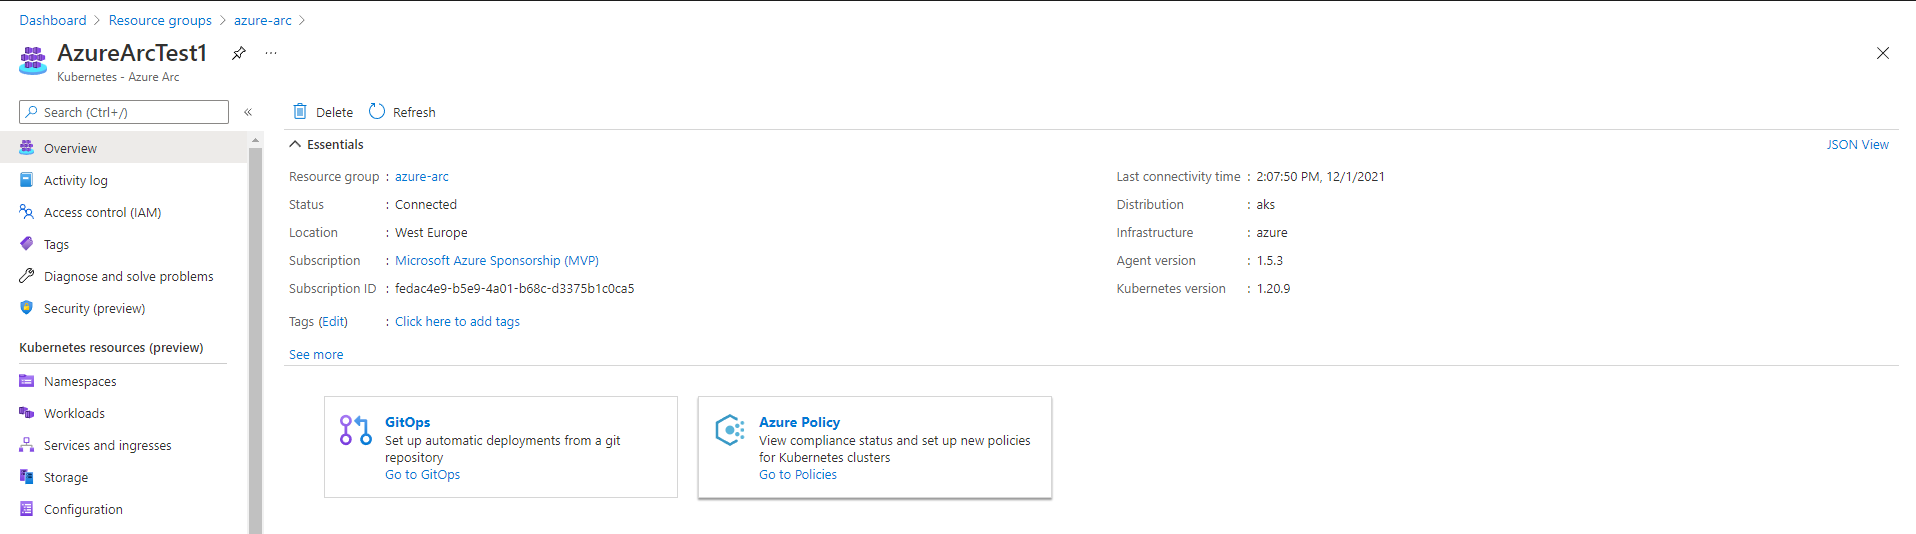 Dashboard > Resource groups > azure-arc >
AzureArcTest1 ...
Kubernetes - Azure Arc
Search (Ctrl+/) «
Overview
Activity log
Access control (IAM)
Tags
Diagnose and solve problems
Security (preview)
Kubernetes resources (preview)
Namespaces
Workloads
Services and ingresses
Storage
Configuration
Delete Refresh
Essentials JSON View
Resource group : azure-arc
Status : Connected
Location : West Europe
Subscription : Microsoft Azure Sponsorship (MVP)
Subscription ID : fedac4e9-b5e9-4a01-b68c-d3375b1c0ca5
Tags (Edit) : Click here to add tags
See more
Last connectivity time : 2:07:50 PM, 12/1/2021
Distribution : aks
Infrastructure : azure
Agent version : 1.5.3
Kubernetes version : 1.20.9
GitOps
Set up automatic deployments from a git
repository
Go to GitOps
Azure Policy
View compliance status and set up new policies
for Kubernetes clusters
Go to Policies